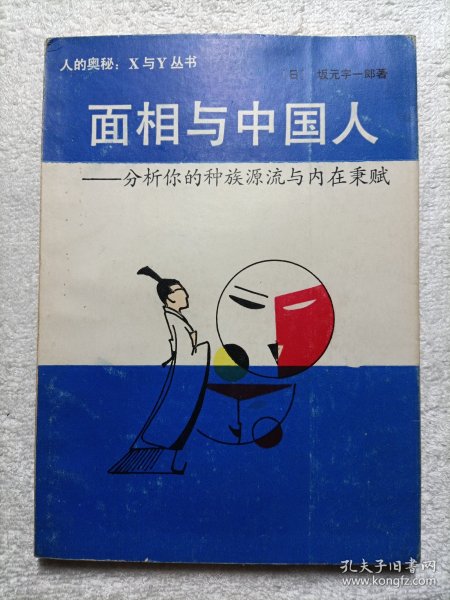 人的奥秘：X与Y丛书
〔日〕坂元宇一郎著
面相与中国人
——分析你的种族源流与内在秉赋
孔夫子旧书网
www.kongfz.com